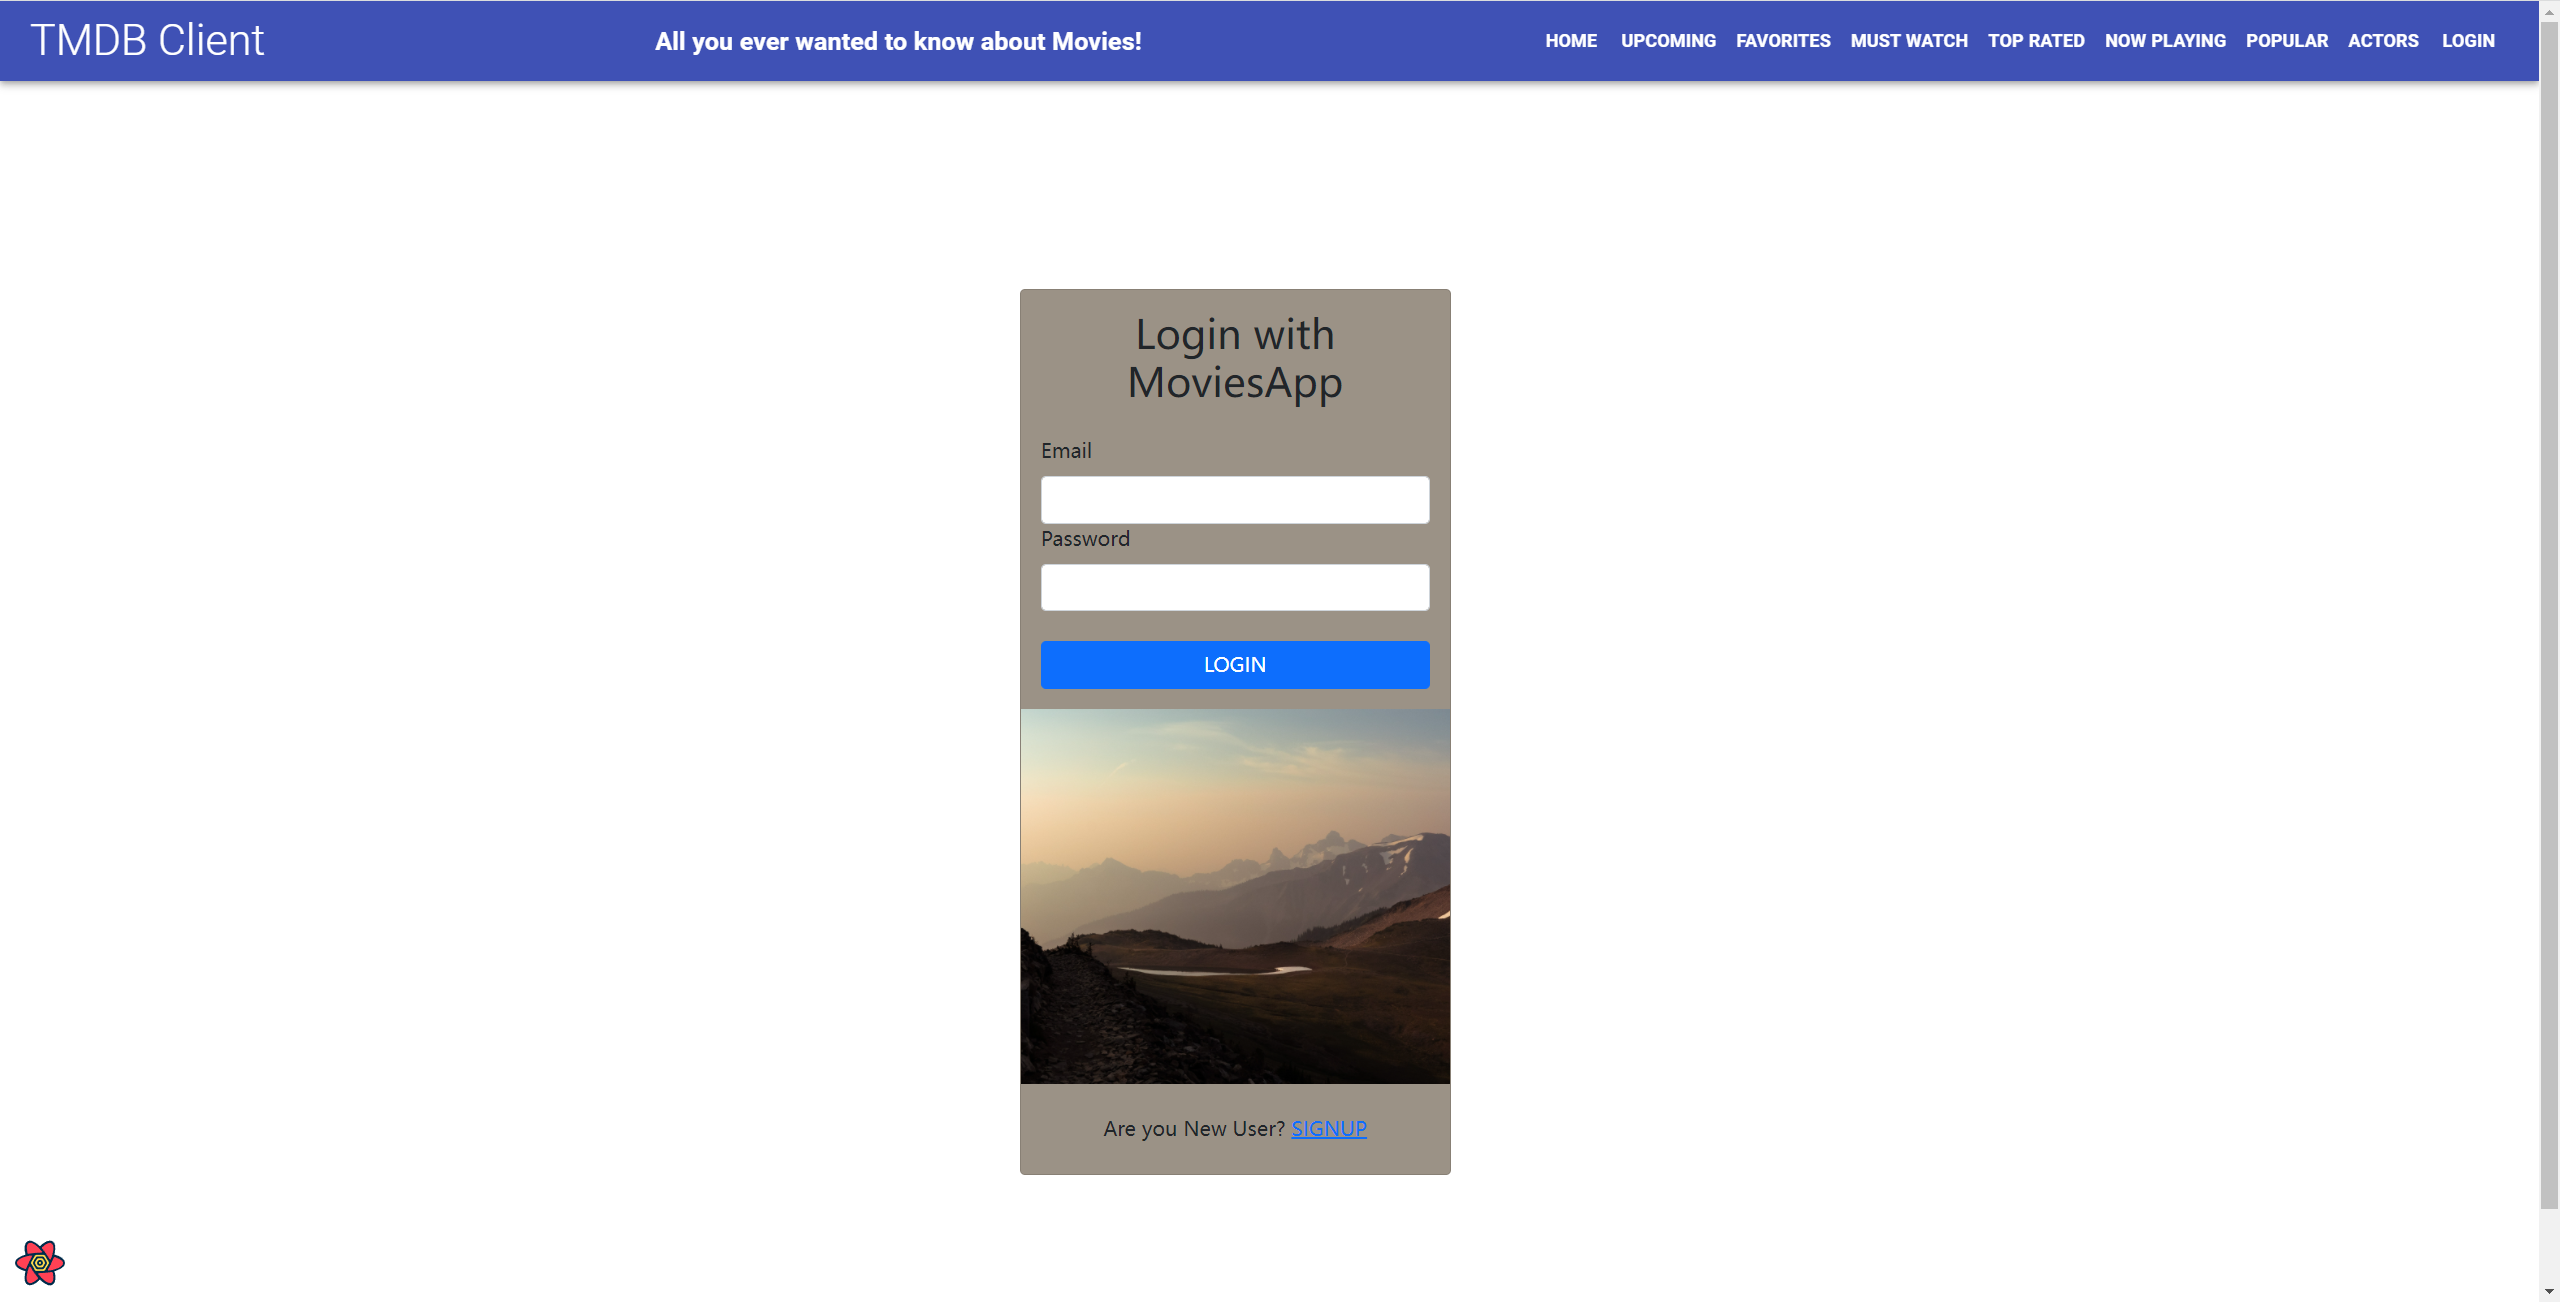 TMDB Client
All you ever wanted to know about Movies!
HOME UPCOMING FAVORITES MUST WATCH TOP RATED NOW PLAYING POPULAR ACTORS LOGIN
Login with
MoviesApp
Email
Password
LOGIN
Are you New User? SIGNUP